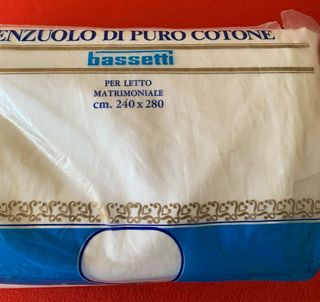 ENZUOLO DI PURO COTONE
bassetti
PER LETTO
MATRIMONIALE
cm. 240 x 280